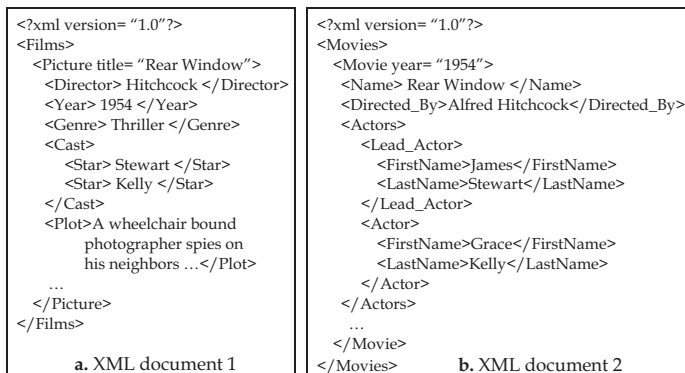 <?xml version= “1.0”?>
<Films>
<Picture title= “Rear Window”>
<Director> Hitchcock </Director>
<Year> 1954 </Year>
<Genre> Thriller </Genre>
<Cast>
<Star> Stewart </Star>
<Star> Kelly </Star>
</Cast>
<Plot>A wheelchair bound
photographer spies on
his neighbors …</Plot>
…
</Picture>
</Films>
a. XML document 1
<?xml version= “1.0”?>
<Movies>
<Movie year= “1954”>
<Name> Rear Window </Name>
<Directed_By>Alfred Hitchcock</Directed_By>
<Actors>
<Lead_Actor>
<FirstName>James</FirstName>
<LastName>Stewart</LastName>
</Lead_Actor>
<Actor>
<FirstName>Grace</FirstName>
<LastName>Kelly</LastName>
</Actor>
</Actors>
…
</Movie>
</Movies> b. XML document 2